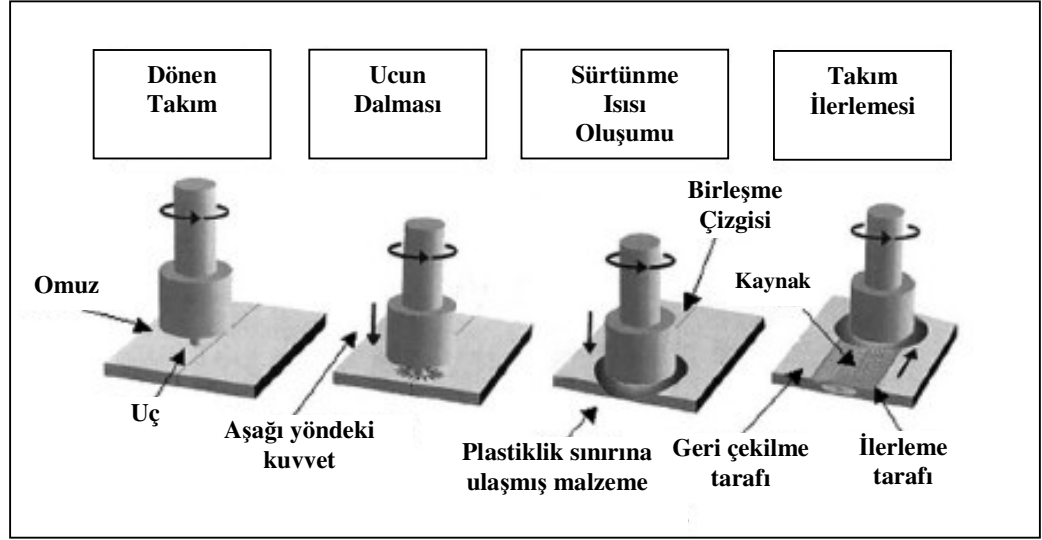 Dönen
Takım
Ucun
Dalması
Sürtünme
Isısı
Oluşumu
Takım
İlerlemesi
Birleşme
Çizgisi
Omuz
Kaynak
Uç
Aşağı yöndeki
kuvvet
Plastiklik sınırına
ulaşmış malzeme
Geri çekilme
tarafı
İlerleme
tarafı